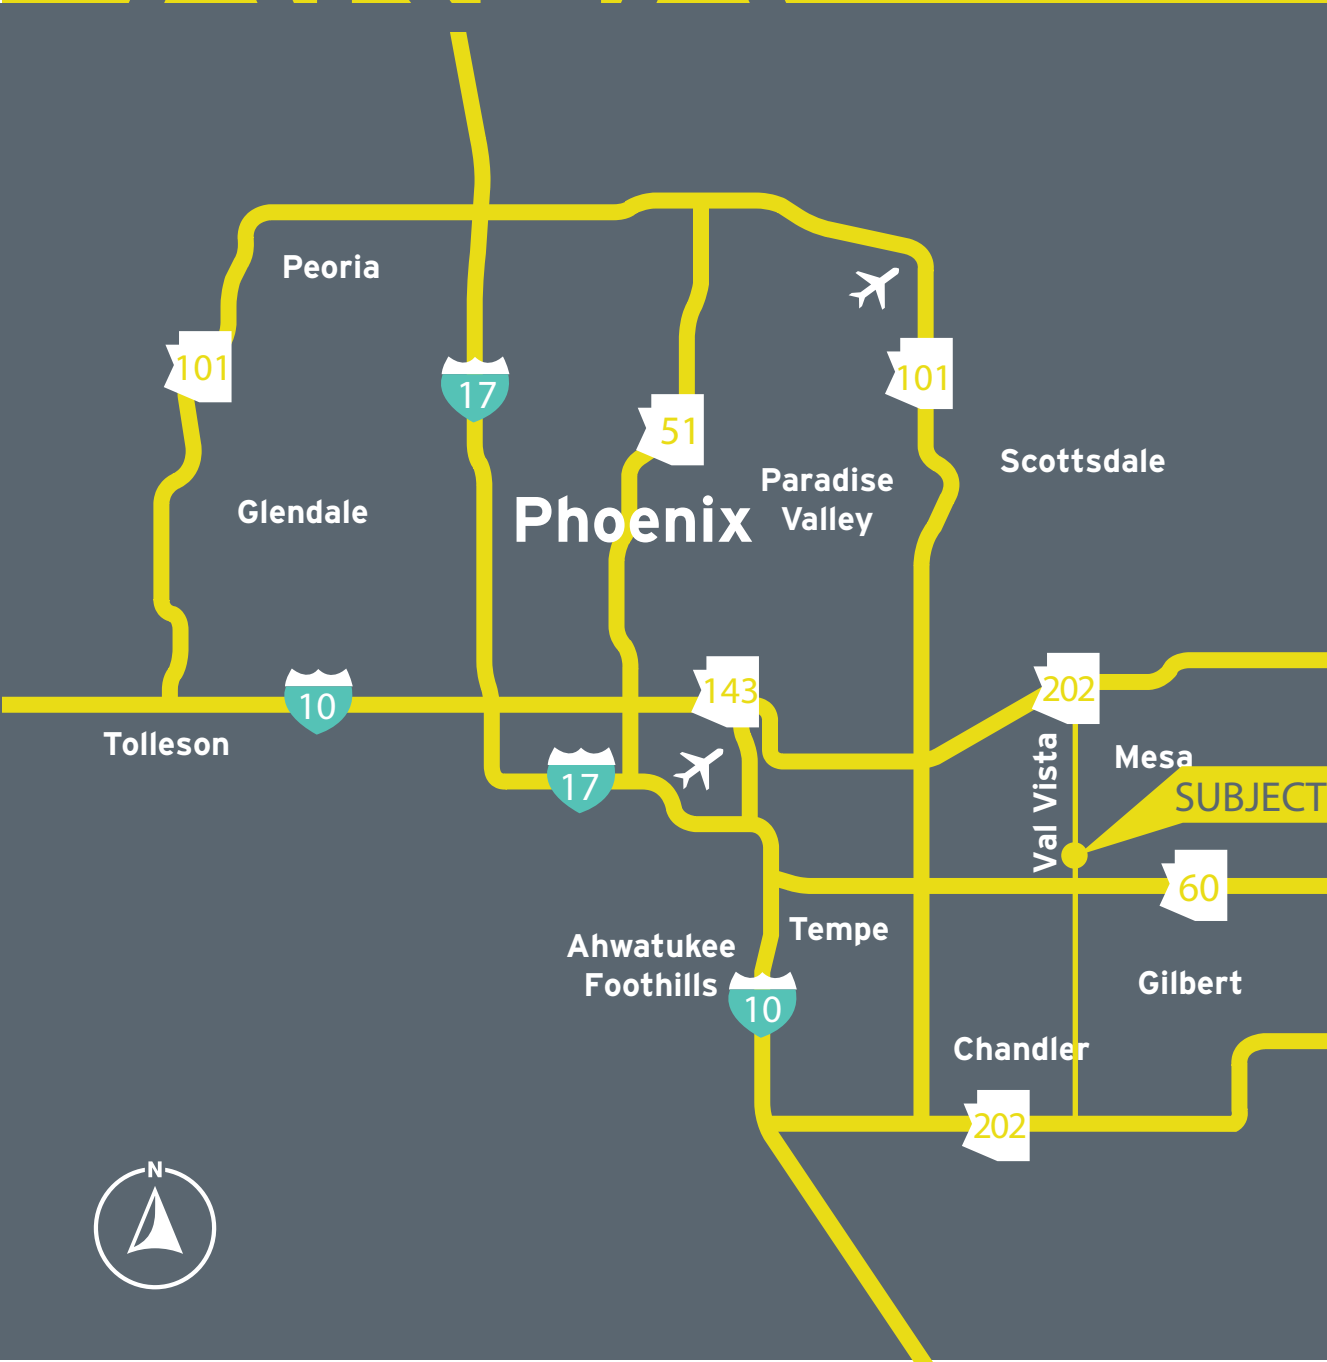 Peoria
101
17
101
51
Scottsdale
Paradise
Valley
Glendale
Phoenix
143
202
10
Tolleson
Val Vista
Mesa
17
SUBJECT
60
Tempe
Ahwatukee
Foothills
Gilbert
10
Chandler
202
N